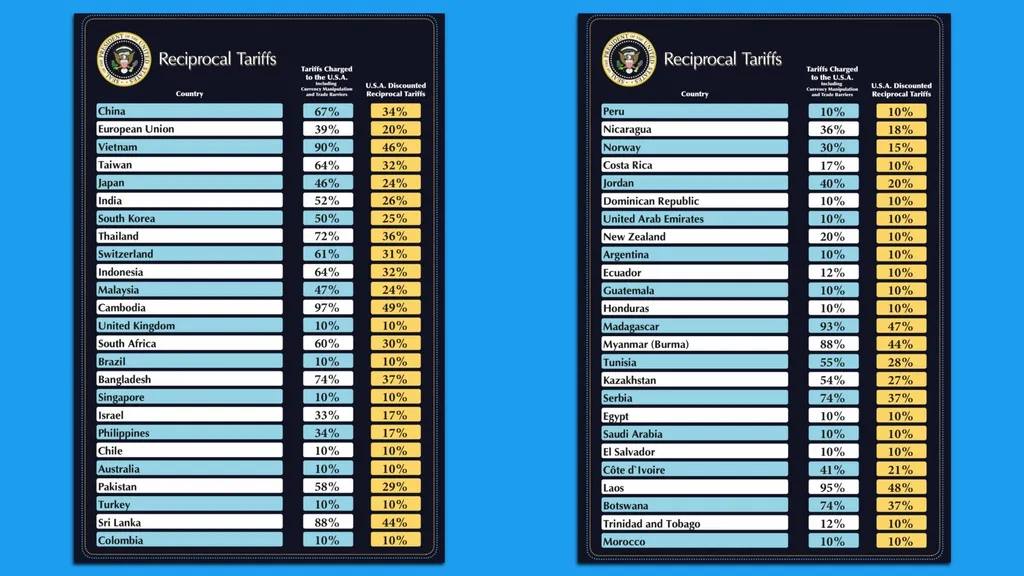 Reciprocal Tariffs
Country
Tariffs Charged
to the U.S.A.
Including
Currency Manipulation
and Trade Barriers
U.S.A. Discounted
Reciprocal Tariffs
China 67% 34%
European Union 39% 20%
Vietnam 90% 46%
Taiwan 64% 32%
Japan 46% 24%
India 52% 26%
South Korea 50% 25%
Thailand 72% 36%
Switzerland 61% 31%
Indonesia 64% 32%
Malaysia 47% 24%
Cambodia 97% 49%
United Kingdom 10% 10%
South Africa 60% 30%
Brazil 10% 10%
Bangladesh 74% 37%
Singapore 10% 10%
Israel 33% 17%
Philippines 34% 17%
Chile 10% 10%
Australia 10% 10%
Pakistan 58% 29%
Turkey 10% 10%
Sri Lanka 88% 44%
Colombia 10% 10%
Reciprocal Tariffs
Country
Tariffs Charged
to the U.S.A.
Including
Currency Manipulation
and Trade Barriers
U.S.A. Discounted
Reciprocal Tariffs
Peru 10% 10%
Nicaragua 36% 18%
Norway 30% 15%
Costa Rica 17% 10%
Jordan 40% 20%
Dominican Republic 10% 10%
United Arab Emirates 10% 10%
New Zealand 20% 10%
Argentina 10% 10%
Ecuador 12% 10%
Guatemala 10% 10%
Honduras 10% 10%
Madagascar 93% 47%
Myanmar (Burma) 88% 44%
Tunisia 55% 28%
Kazakhstan 54% 27%
Serbia 74% 37%
Egypt 10% 10%
Saudi Arabia 10% 10%
El Salvador 10% 10%
Côte d`Ivoire 41% 21%
Laos 95% 48%
Botswana 74% 37%
Trinidad and Tobago 12% 10%
Morocco 10% 10%